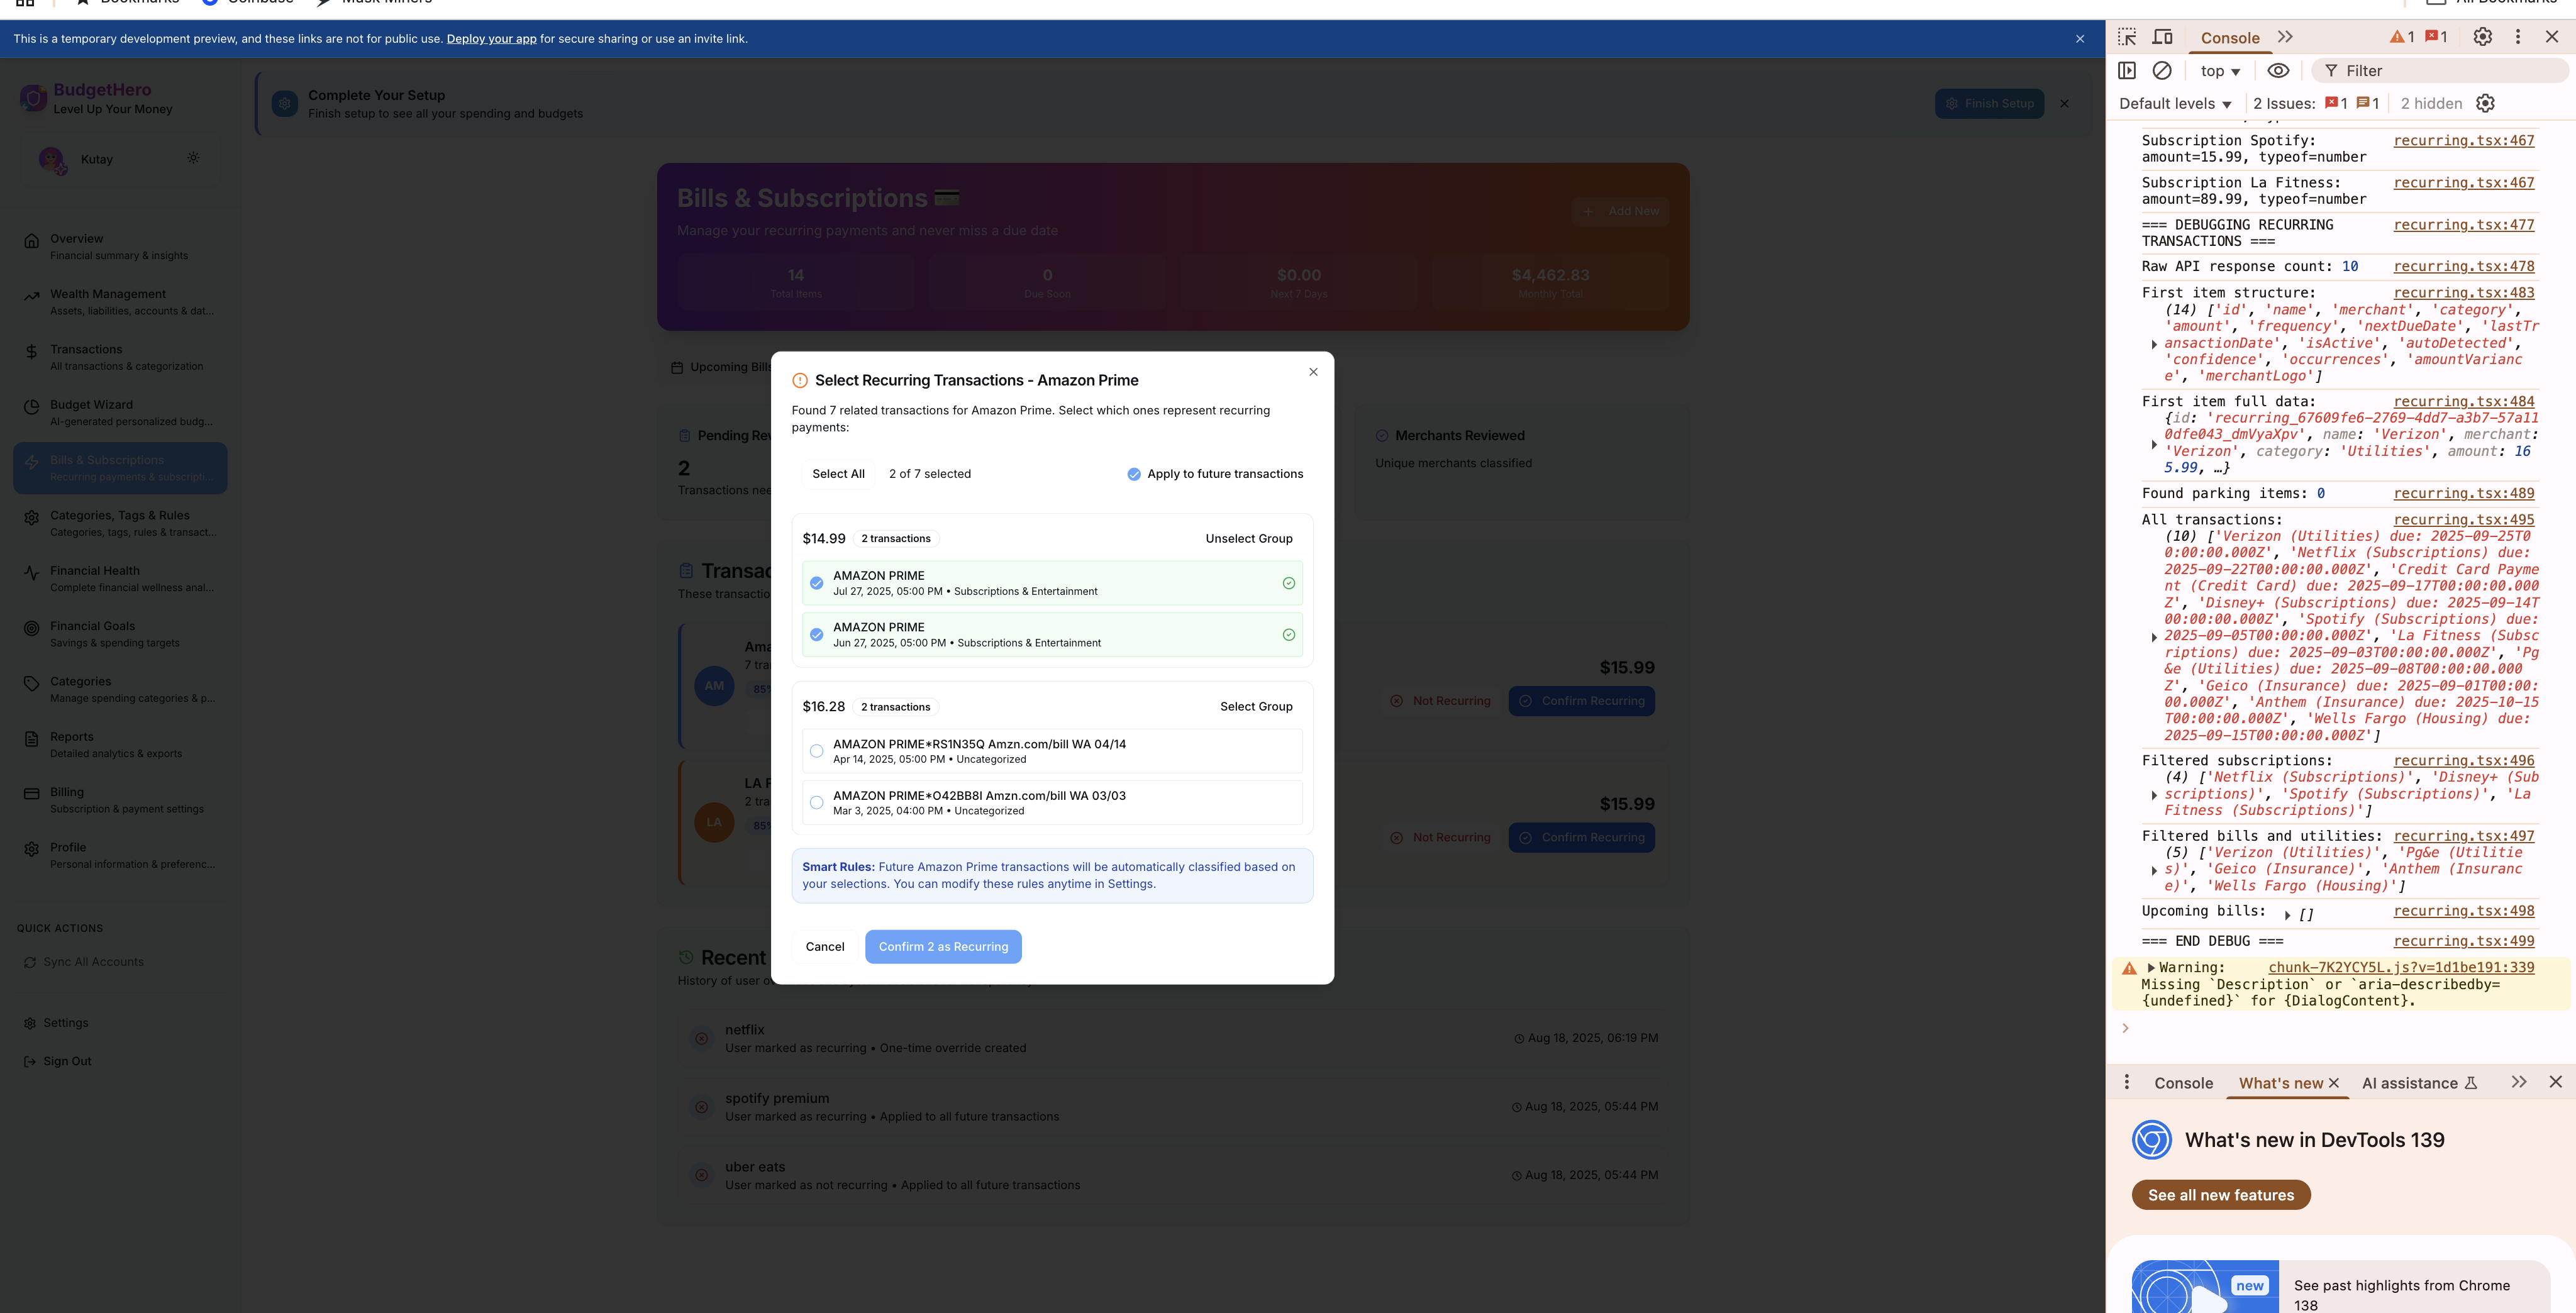 Bookmarks
Coinbase
Musk Miners
All Bookmarks
This is a temporary development preview, and these links are not for public use. Deploy your app for secure sharing or use an invite link.
BudgetHero
Level Up Your Money
Kutay
Overview
Financial summary & insights
Wealth Management
Assets, liabilities, accounts & dat...
Transactions
All transactions & categorization
Budget Wizard
AI-generated personalized budg...
Bills & Subscriptions
Recurring payments & subscripti...
Categories, Tags & Rules
Categories, tags, rules & transact...
Financial Health
Complete financial wellness anal...
Financial Goals
Savings & spending targets
Categories
Manage spending categories & p...
Reports
Detailed analytics & exports
Billing
Subscription & payment settings
Profile
Personal information & preferenc...
QUICK ACTIONS
Sync All Accounts
Settings
Sign Out
Complete Your Setup
Finish setup to see all your spending and budgets
Finish Setup
Bills & Subscriptions
Manage your recurring payments and never miss a due date
Add New
14
Total Items
0
Due Soon
$0.00
Next 7 Days
$4,462.83
Monthly Total
Upcoming Bills
Pending Rev
2
Transactions nee
Merchants Reviewed
Unique merchants classified
Transac
These transactio
AM
Ama
7 tra
85%
$15.99
Not Recurring
Confirm Recurring
LA
LA F
2 tra
85%
$15.99
Not Recurring
Confirm Recurring
Select Recurring Transactions - Amazon Prime
Found 7 related transactions for Amazon Prime. Select which ones represent recurring
payments:
Select All
2 of 7 selected
Apply to future transactions
$14.99
2 transactions
Unselect Group
AMAZON PRIME
Jul 27, 2025, 05:00 PM • Subscriptions & Entertainment
AMAZON PRIME
Jun 27, 2025, 05:00 PM • Subscriptions & Entertainment
$16.28
2 transactions
Select Group
AMAZON PRIME*RS1N35Q Amzn.com/bill WA 04/14
Apr 14, 2025, 05:00 PM • Uncategorized
AMAZON PRIME*O42BB8I Amzn.com/bill WA 03/03
Mar 3, 2025, 04:00 PM • Uncategorized
Smart Rules: Future Amazon Prime transactions will be automatically classified based on
your selections. You can modify these rules anytime in Settings.
Cancel
Confirm 2 as Recurring
Recent
History of user o
netflix
User marked as recurring • One-time override created
Aug 18, 2025, 06:19 PM
spotify premium
User marked as recurring • Applied to all future transactions
Aug 18, 2025, 05:44 PM
uber eats
User marked as not recurring • Applied to all future transactions
Aug 18, 2025, 05:44 PM
Console
1
1
top
Filter
Default levels
2 Issues:
1
1
2 hidden
Subscription Spotify: recurring.tsx:467
amount=15.99, typeof=number
Subscription La Fitness: recurring.tsx:467
amount=89.99, typeof=number
=== DEBUGGING RECURRING recurring.tsx:477
TRANSACTIONS ===
Raw API response count: 10 recurring.tsx:478
First item structure: recurring.tsx:483
(14) ['id', 'name', 'merchant', 'category',
'amount', 'frequency', 'nextDueDate', 'lastTr
ansactionDate', 'isActive', 'autoDetected',
'confidence', 'occurrences', 'amountVarianc
e', 'merchantLogo']
First item full data: recurring.tsx:484
{id: 'recurring_67609fe6-2769-4dd7-a3b7-57a11
0dfe043_dmVyaXpv', name: 'Verizon', merchant:
'Verizon', category: 'Utilities', amount: 16
5.99, …}
Found parking items: 0 recurring.tsx:489
All transactions: recurring.tsx:495
(10) ['Verizon (Utilities) due: 2025-09-25T0
0:00:00.000Z', 'Netflix (Subscriptions) due:
2025-09-22T00:00:00.000Z', 'Credit Card Payme
nt (Credit Card) due: 2025-09-17T00:00:00.000
Z', 'Disney+ (Subscriptions) due: 2025-09-14T
00:00:00.000Z', 'Spotify (Subscriptions) due:
2025-09-05T00:00:00.000Z', 'La Fitness (Subsc
riptions) due: 2025-09-03T00:00:00.000Z', 'Pg
&e (Utilities) due: 2025-09-08T00:00:00.000
Z', 'Geico (Insurance) due: 2025-09-01T00:00:
00.000Z', 'Anthem (Insurance) due: 2025-10-15
T00:00:00.000Z', 'Wells Fargo (Housing) due:
2025-09-15T00:00:00.000Z']
Filtered subscriptions: recurring.tsx:496
(4) ['Netflix (Subscriptions)', 'Disney+ (Sub
scriptions)', 'Spotify (Subscriptions)', 'La
Fitness (Subscriptions)']
Filtered bills and utilities: recurring.tsx:497
(5) ['Verizon (Utilities)', 'Pg&e (Utilitie
s)', 'Geico (Insurance)', 'Anthem (Insuranc
e)', 'Wells Fargo (Housing)']
Upcoming bills: [] recurring.tsx:498
=== END DEBUG === recurring.tsx:499
Warning: chunk-7K2YCY5L.js?v=1d1be191:339
Missing `Description` or `aria-describedby=
{undefined}` for {DialogContent}.
Console
What's new
AI assistance
What's new in DevTools 139
See all new features
new
See past highlights from Chrome
138